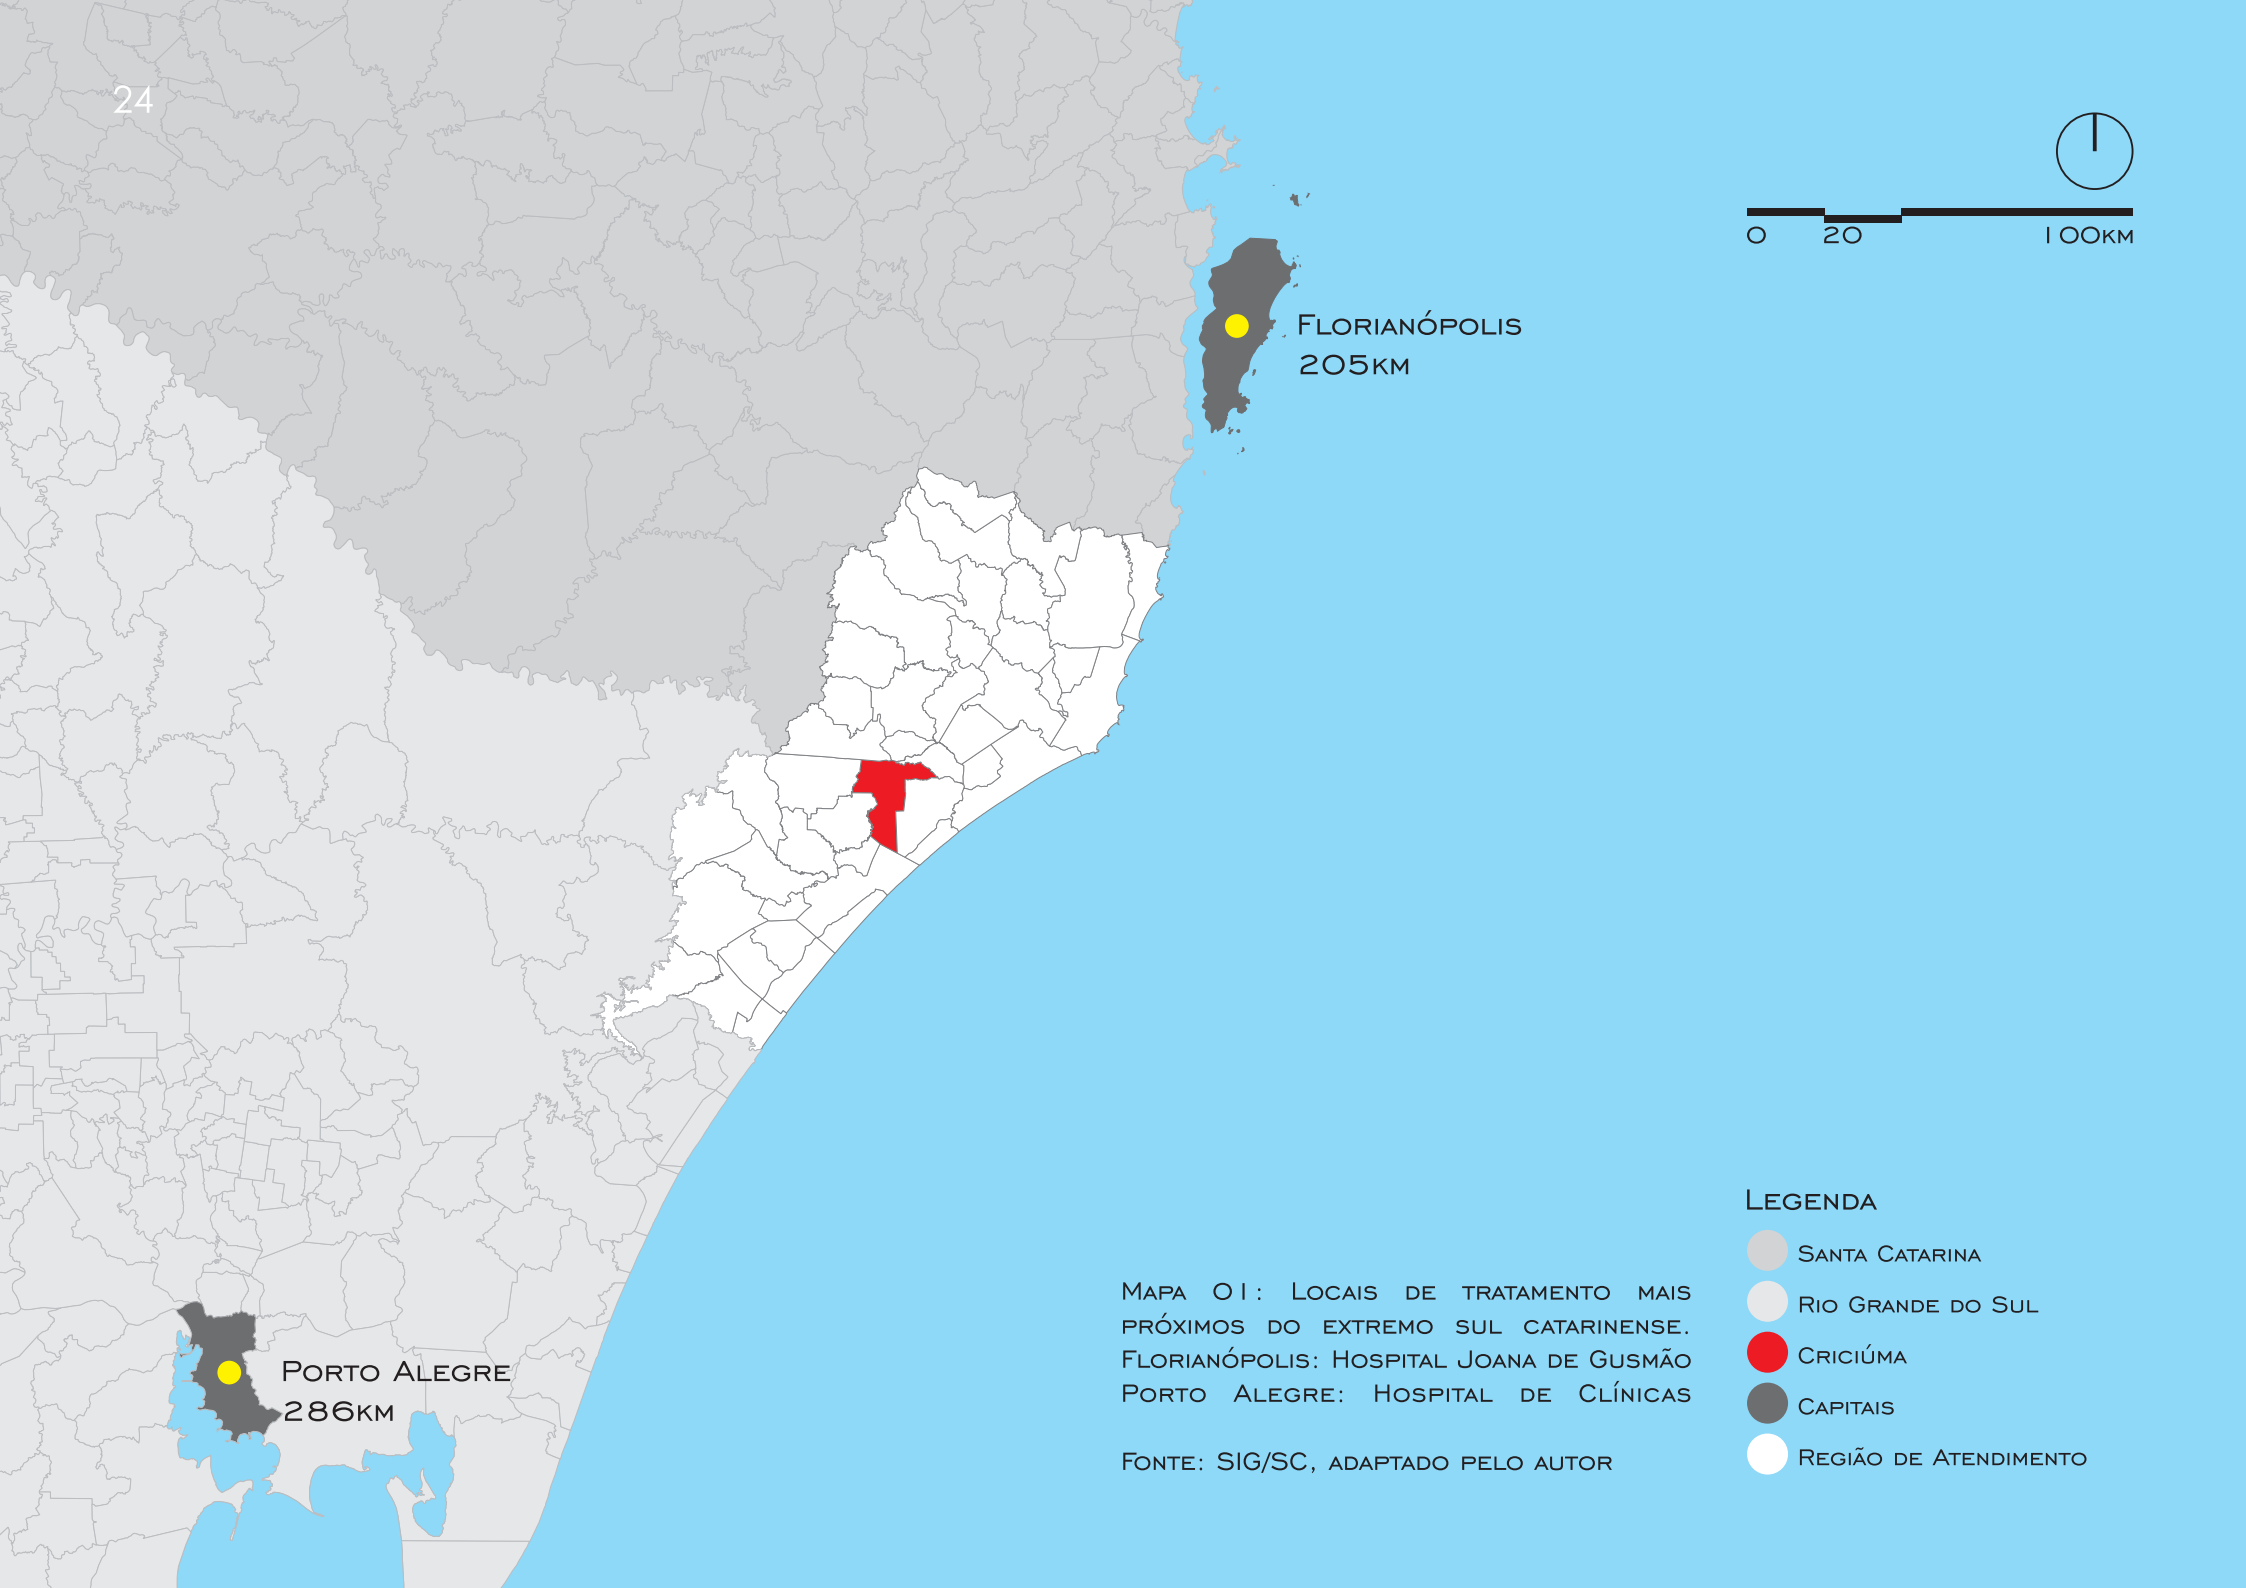 24
0 20 100km
Florianópolis
205km
Porto Alegre
286km
Mapa 01: Locais de tratamento mais
próximos do extremo sul catarinense.
Florianópolis: Hospital Joana de Gusmão
Porto Alegre: Hospital de Clínicas
Fonte: SIG/SC, adaptado pelo autor
Legenda
Santa Catarina
Rio Grande do Sul
Criciúma
Capitais
Região de Atendimento